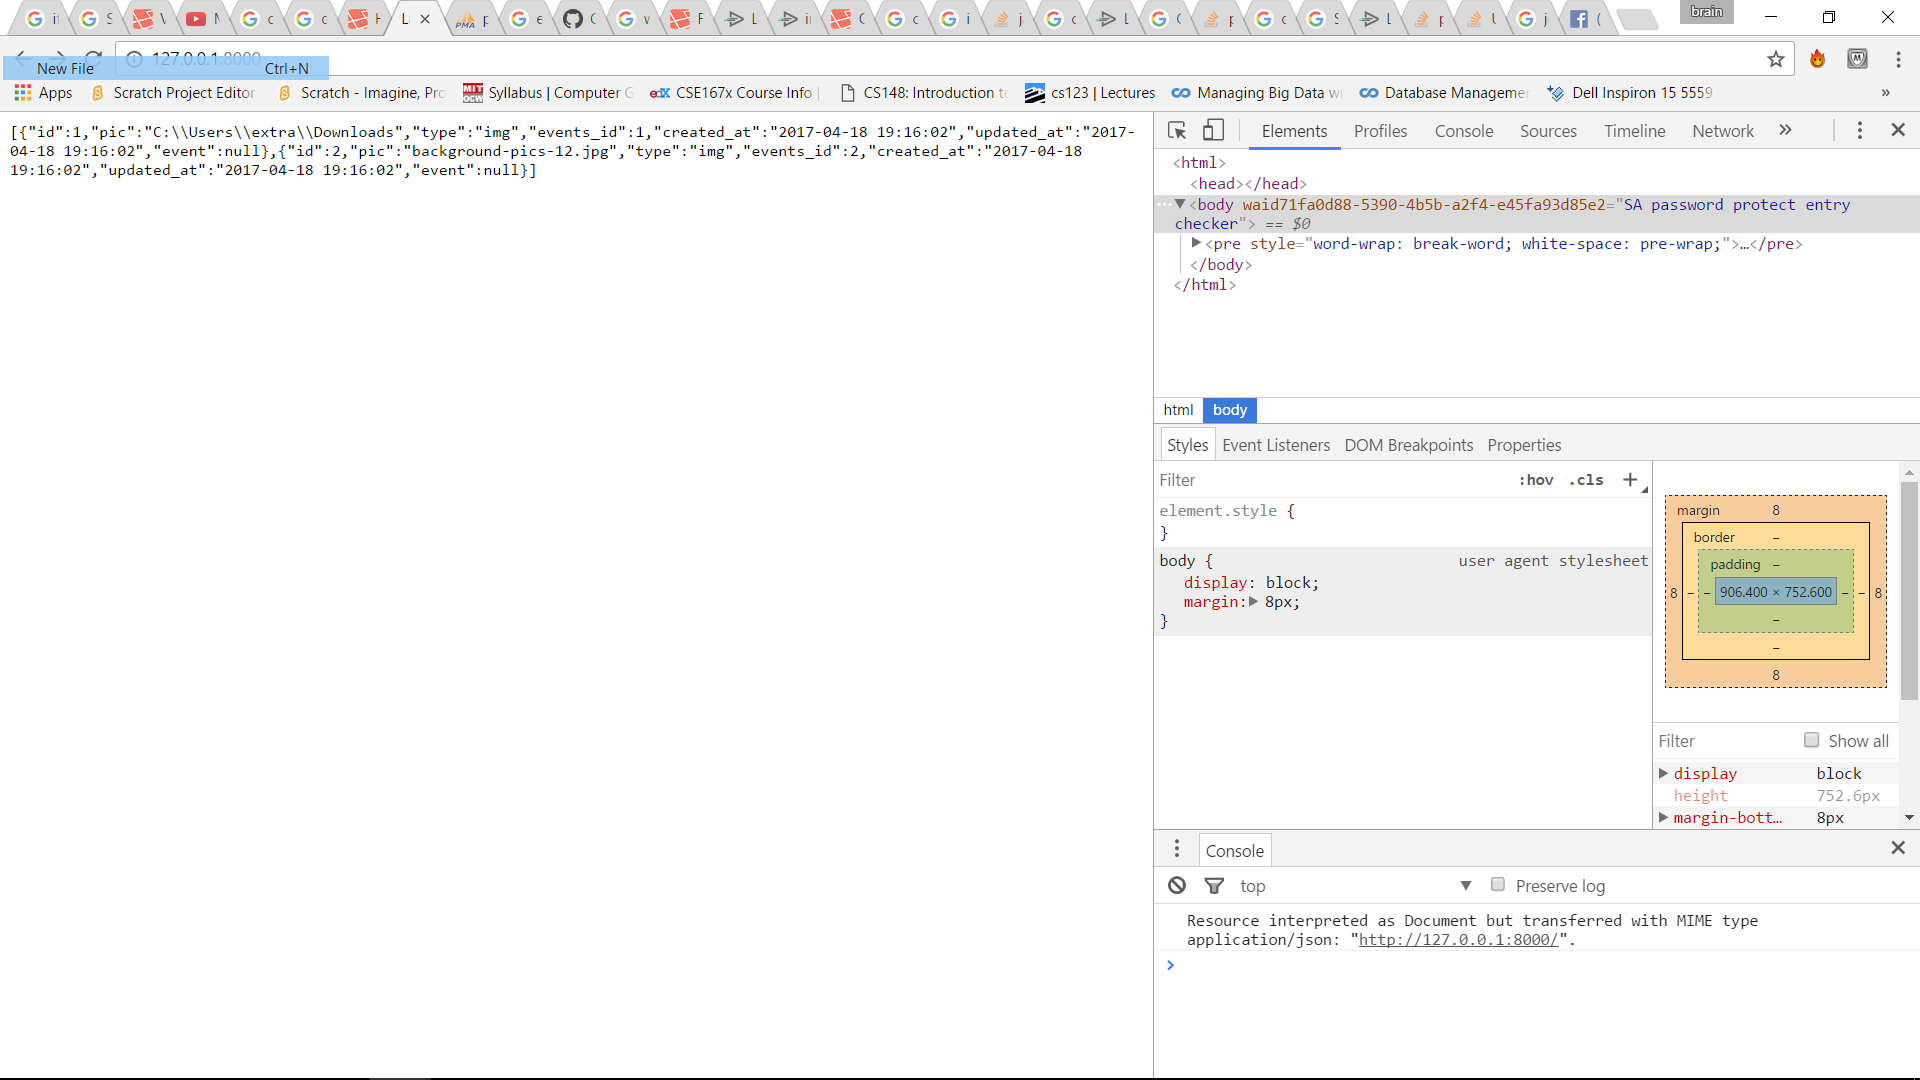 brain
127.0.0.1:8000
New File Ctrl+N
Apps Scratch Project Editor Scratch - Imagine, Pro Syllabus | Computer G CSE167x Course Info | CS148: Introduction to cs123 | Lectures Managing Big Data wi Database Managemen Dell Inspiron 15 5559 »
[{"id":1,"pic":"C:\\Users\\extra\\Downloads","type":"img","events_id":1,"created_at":"2017-04-18 19:16:02","updated_at":"2017-
04-18 19:16:02","event":null},{"id":2,"pic":"background-pics-12.jpg","type":"img","events_id":2,"created_at":"2017-04-18
19:16:02","updated_at":"2017-04-18 19:16:02","event":null}]
Elements Profiles Console Sources Timeline Network »
<html>
<head></head>
<body waid71fa0d88-5390-4b5b-a2f4-e45fa93d85e2="SA password protect entry
checker"> == $0
<pre style="word-wrap: break-word; white-space: pre-wrap;">…</pre>
</body>
</html>
html body
Styles Event Listeners DOM Breakpoints Properties
Filter :hov .cls +
element.style {
}
body { user agent stylesheet
display: block;
margin: 8px;
}
margin 8
border –
padding –
8 – – 906.400 × 752.600 – – 8
–
–
8
Filter Show all
display block
height 752.6px
margin-bott… 8px
Console
top Preserve log
Resource interpreted as Document but transferred with MIME type
application/json: "http://127.0.0.1:8000/".